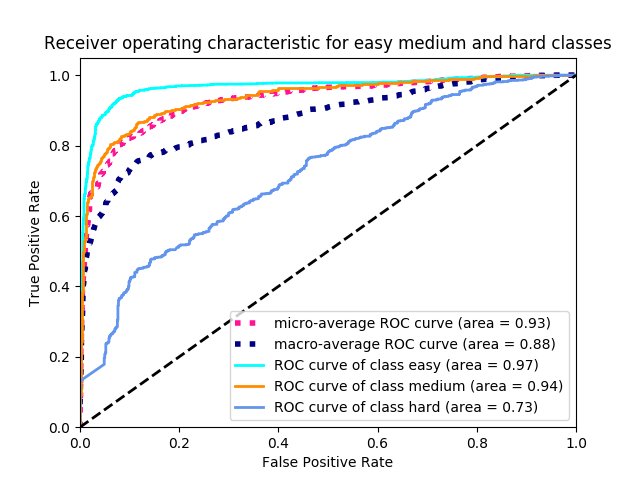 Receiver operating characteristic for easy medium and hard classes
1.0
0.8
0.6
0.4
0.2
0.0
True Positive Rate
micro-average ROC curve (area = 0.93)
macro-average ROC curve (area = 0.88)
ROC curve of class easy (area = 0.97)
ROC curve of class medium (area = 0.94)
ROC curve of class hard (area = 0.73)
0.0 0.2 0.4 0.6 0.8 1.0
False Positive Rate